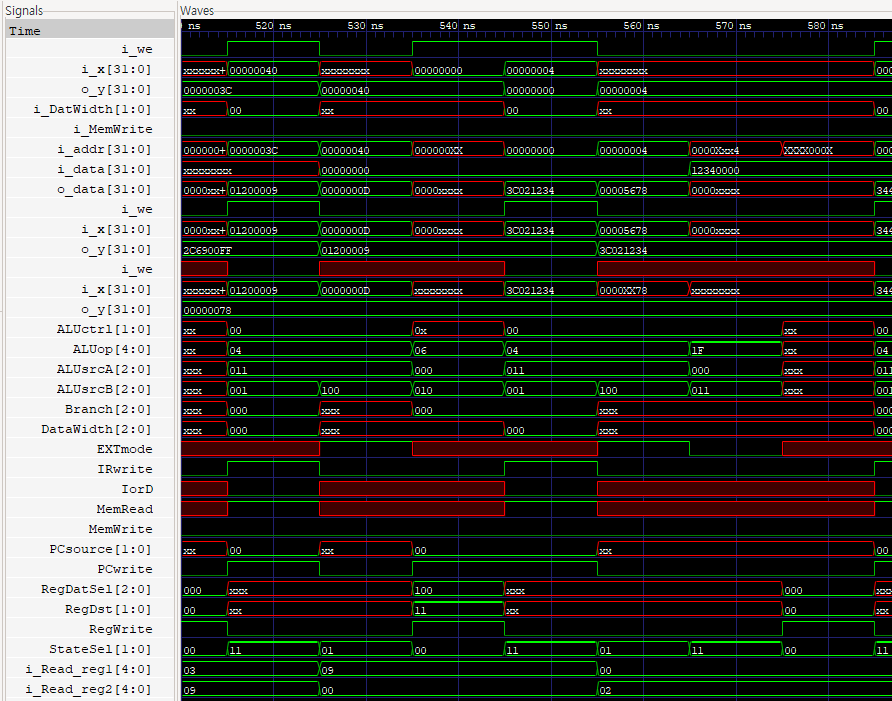 Signals Waves
Time ns 520 ns 530 ns 540 ns 550 ns 560 ns 570 ns 580 ns
i_we
i_x[31:0] xxxxxx+ 00000040 xxxxxxxx 00000000 00000004 xxxxxxxx 000
o_y[31:0] 0000003C 00000040 00000000 00000004
i_DatWidth[1:0] xx 00 xx 00 xx 00
i_MemWrite
i_addr[31:0] 000000+ 0000003C 00000040 000000XX 00000000 00000004 0000Xxx4 XXXX000X 000
i_data[31:0] xxxxxxxx 00000000 12340000
o_data[31:0] 0000xx+ 01200009 0000000D 0000xxxx 3C021234 00005678 0000xxxx 344
i_we
i_x[31:0] 0000xx+ 01200009 0000000D 0000xxxx 3C021234 00005678 0000xxxx 344
o_y[31:0] 2C6900FF 01200009 3C021234
i_we
i_x[31:0] xxxxxx+ 01200009 0000000D xxxxxxxx 3C021234 0000XX78 xxxxxxxx 344
o_y[31:0] 00000078
ALUctrl[1:0] xx 00 0x 00 xx 00
ALUop[4:0] xx 04 06 04 1F xx 04
ALUsrcA[2:0] xxx 011 000 011 000 xxx 011
ALUsrcB[2:0] xxx 001 100 010 001 100 011 xxx 001
Branch[2:0] xxx 000 xxx 000 xxx 000
DataWidth[2:0] xxx 000 xxx 000 xxx 000
EXTmode
IRwrite
IorD
MemRead
MemWrite
PCsource[1:0] xx 00 xx 00 xx 00
PCwrite
RegDatSel[2:0] 000 xxx 100 xxx 000 xxx
RegDst[1:0] 00 xx 11 xx 00 xx
RegWrite
StateSel[1:0] 00 11 01 00 11 01 11 00 11
i_Read_reg1[4:0] 03 09 00
i_Read_reg2[4:0] 09 00 02